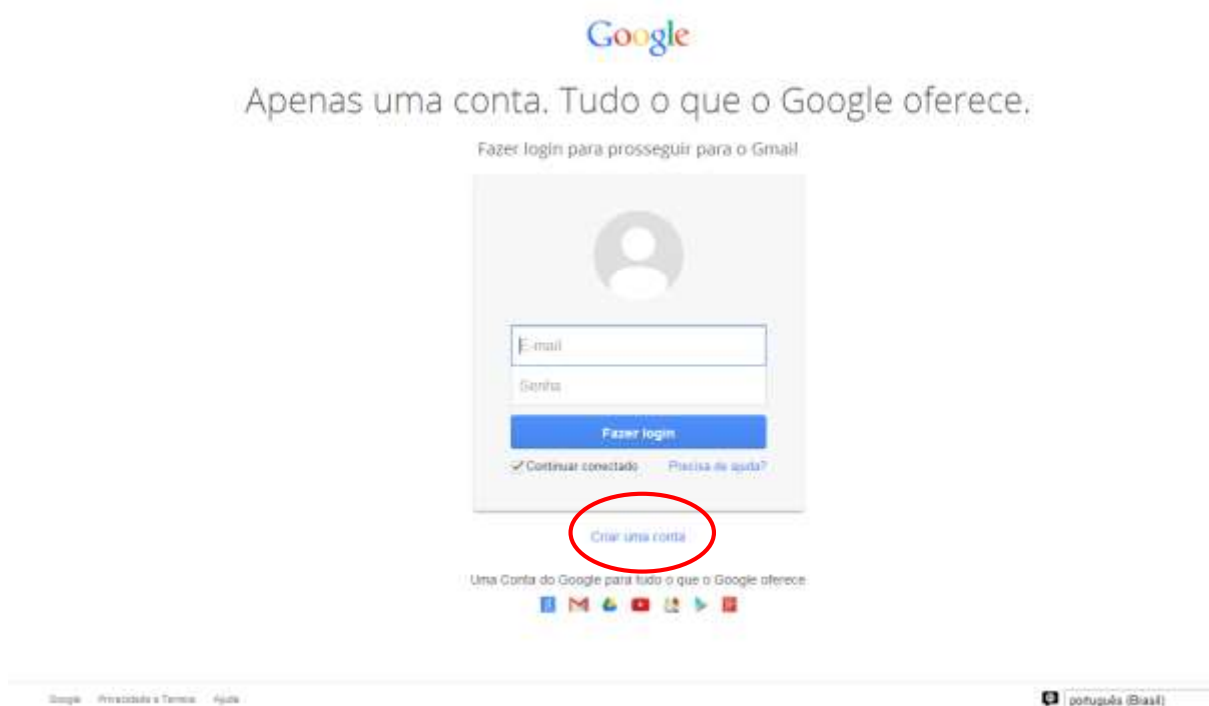 Google
Apenas uma conta. Tudo o que o Google oferece.
Fazer login para prosseguir para o Gmail
E-mail
Senha
Fazer login
Continuar conectado Precisa de ajuda?
Criar uma conta
Uma Conta do Google para tudo o que o Google oferece
Google Privacidade e Termos Ajuda
português (Brasil)